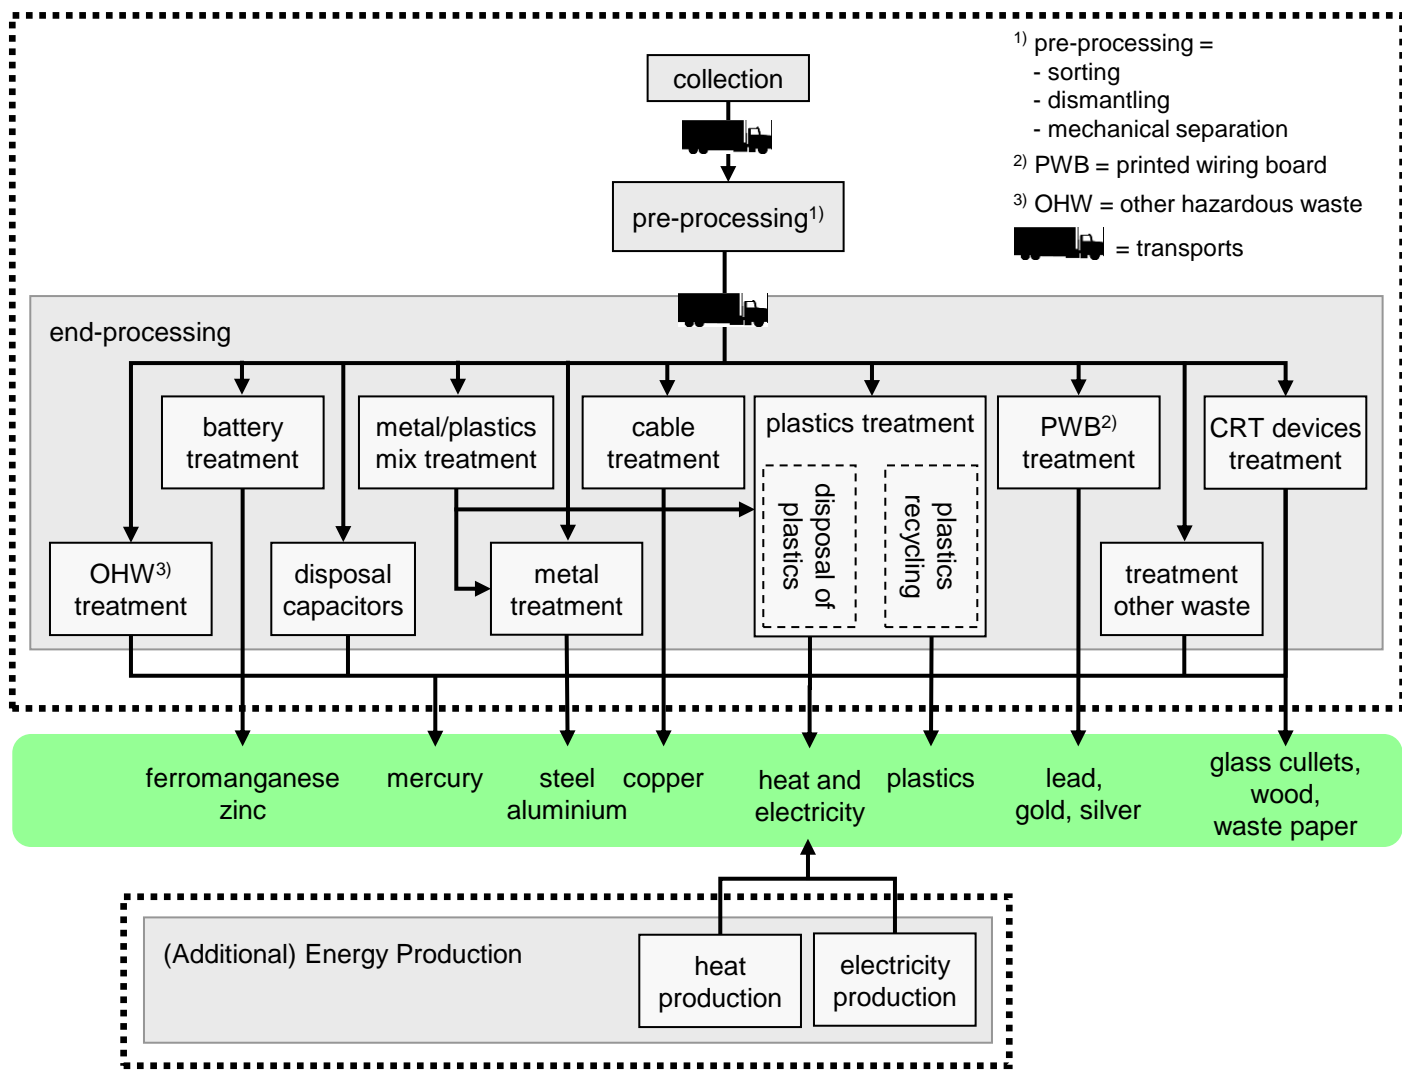 collection
1) pre-processing =
- sorting
- dismantling
- mechanical separation
2) PWB = printed wiring board
3) OHW = other hazardous waste
= transports
pre-processing1)
end-processing
battery
treatment
metal/plastics
mix treatment
cable
treatment
plastics treatment
disposal of
plastics
plastics
recycling
PWB2)
treatment
CRT devices
treatment
OHW3)
treatment
disposal
capacitors
metal
treatment
treatment
other waste
ferromanganese
zinc
mercury
steel
aluminium
copper
heat and
electricity
plastics
lead,
gold, silver
glass cullets,
wood,
waste paper
(Additional) Energy Production
heat
production
electricity
production